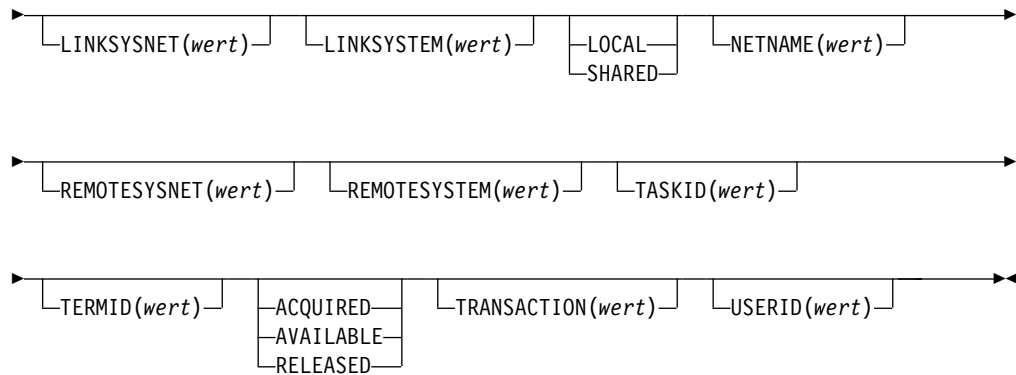 LINKSYSNET(wert) LINKSYSTEM(wert) LOCAL NETNAME(wert)
SHARED
REMOTESYSNET(wert) REMOTESYSTEM(wert) TASKID(wert)
TERMID(wert) ACQUIRED TRANSACTION(wert) USERID(wert)
AVAILABLE
RELEASED